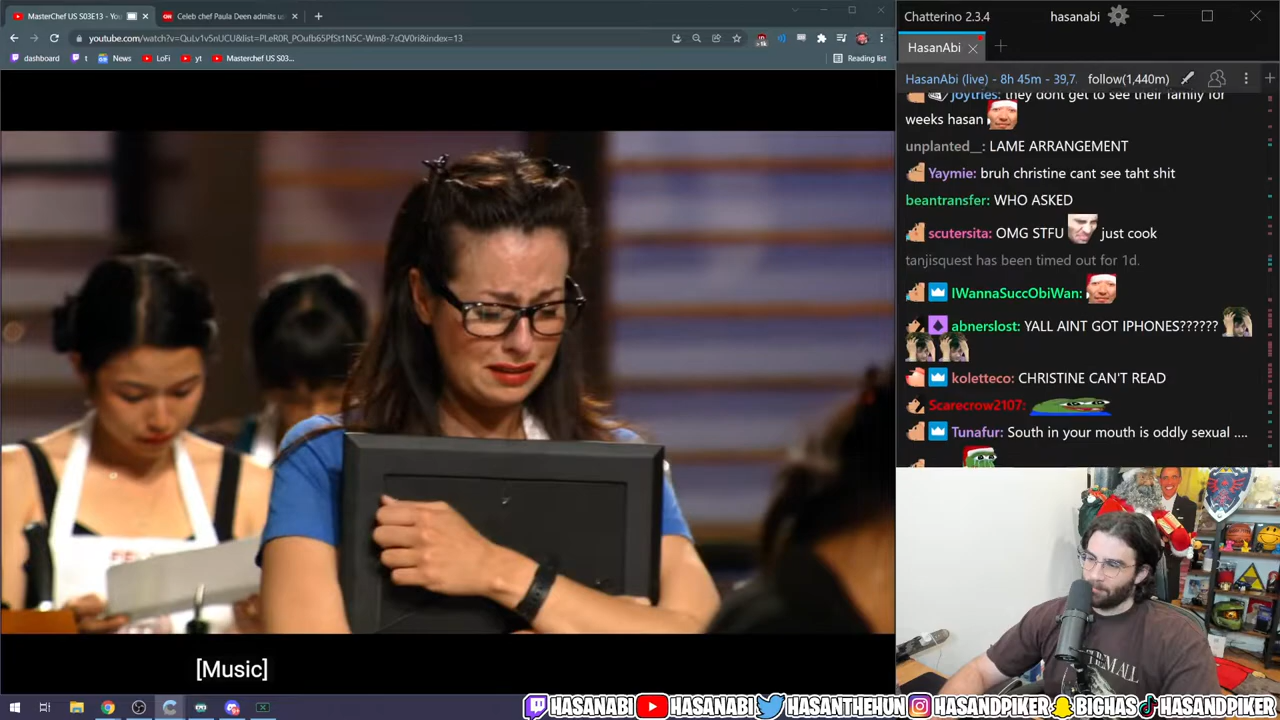 MasterChef US S03E13 - Yo
Celeb chef Paula Deen admits us
youtube.com/watch?v=QuLv1v5nUCU&list=PLeR0R_POufb65PfSt1NSC-Wm8-7sQV0ri&index=13
dashboard
t
News
LoFi
yt
Masterchef US S03...
Reading list
[Music]
Chatterino 2.3.4
hasanabi
HasanAbi
HasanAbi (live) - 8h 45m - 39,7
follow(1,440m)
joytries: they dont get to see their family for
weeks hasan
unplanted__: LAME ARRANGEMENT
Yaymie: bruh christine cant see taht shit
beantransfer: WHO ASKED
scutersita: OMG STFU just cook
tanjisquest has been timed out for 1d.
IWannaSuccObiWan:
abnerslost: YALL AINT GOT IPHONES??????
koletteco: CHRISTINE CAN'T READ
Scarecrow2107:
Tunafur: South in your mouth is oddly sexual ....
HASANABI
HASANABI
HASANTHEHUN
HASANDPIKER
BIGHAS
HASANDPIKER